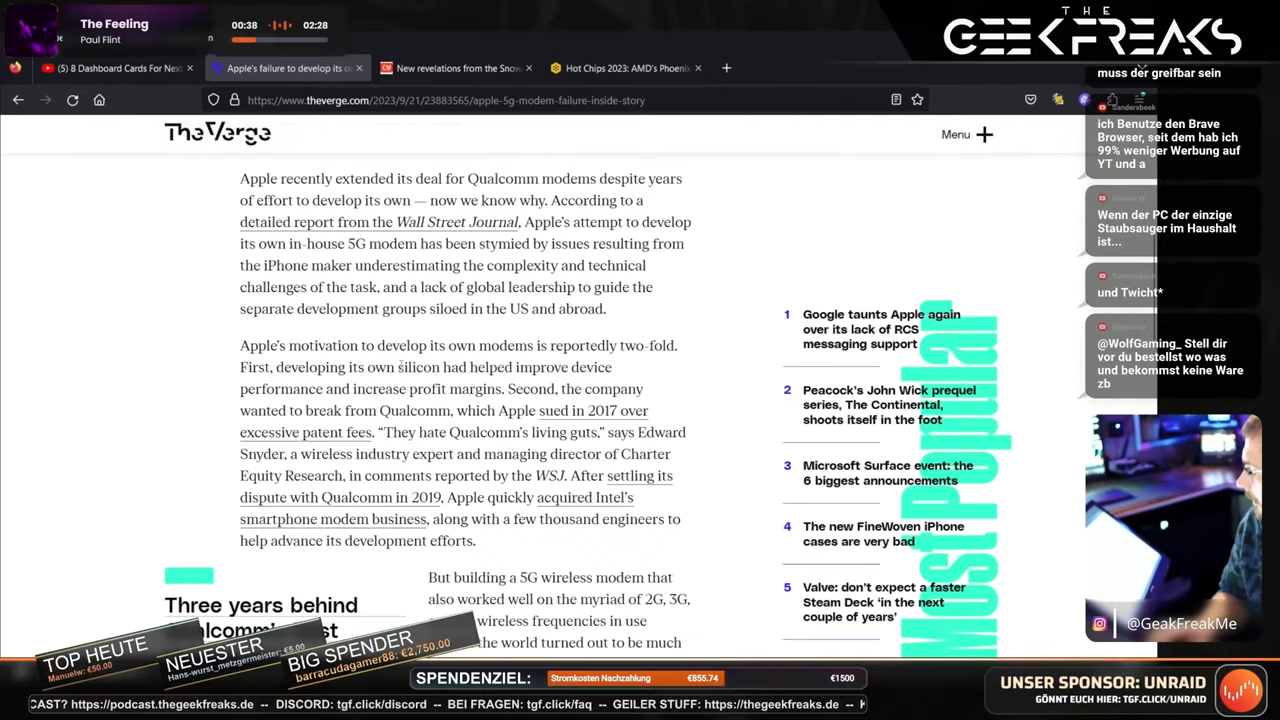 The Feeling
Paul Flint
n
00:38
02:28
THE
GEEKFREAKS
(5) 8 Dashboard Cards For Next
Apple's failure to develop its o
New revelations from the Snow
Hot Chips 2023: AMD's Phoenix
https://www.theverge.com/2023/9/21/23883565/apple-5g-modem-failure-inside-story
The Verge
Menu
Apple recently extended its deal for Qualcomm modems despite years
of effort to develop its own — now we know why. According to a
detailed report from the Wall Street Journal, Apple's attempt to develop
its own in-house 5G modem has been stymied by issues resulting from
the iPhone maker underestimating the complexity and technical
challenges of the task, and a lack of global leadership to guide the
separate development groups siloed in the US and abroad.
Apple's motivation to develop its own modems is reportedly two-fold.
First, developing its own silicon had helped improve device
performance and increase profit margins. Second, the company
wanted to break from Qualcomm, which Apple sued in 2017 over
excessive patent fees. “They hate Qualcomm's living guts,” says Edward
Snyder, a wireless industry expert and managing director of Charter
Equity Research, in comments reported by the WSJ. After settling its
dispute with Qualcomm in 2019, Apple quickly acquired Intel's
smartphone modem business, along with a few thousand engineers to
help advance its development efforts.
Three years behind
alcomm's
But building a 5G wireless modem that
also worked well on the myriad of 2G, 3G,
wireless frequencies in use
the world turned out to be much
Most Popular
1 Google taunts Apple again
over its lack of RCS
messaging support
2 Peacock's John Wick prequel
series, The Continental,
shoots itself in the foot
3 Microsoft Surface event: the
6 biggest announcements
4 The new FineWoven iPhone
cases are very bad
5 Valve: don't expect a faster
Steam Deck ‘in the next
couple of years’
muss der greifbar sein
Sandersbeek
ich Benutze den Brave
Browser, seit dem hab ich
99% weniger Werbung auf
YT und a
Wenn der PC der einzige
Staubsauger im Haushalt
ist...
Sandersbeek
und Twicht*
@WolfGaming_ Stell dir
vor du bestellst wo was
und bekommst keine Ware
zb
@GeakFreakMe
TOP HEUTE
Manuelw: €50.00
NEUESTER
Hans-wurst_metzgermeister: €5.00
BIG SPENDER
barracudagamer88: €2,750.00
SPENDENZIEL:
Stromkosten Nachzahlung
€855.74
€1500
UNSER SPONSOR: UNRAID
GÖNNT EUCH HIER: TGF.CLICK/UNRAID
CAST? https://podcast.thegeekfreaks.de -- DISCORD: tgf.click/discord -- BEI FRAGEN: tgf.click/faq -- GEILER STUFF: https://thegeekfreaks.de --